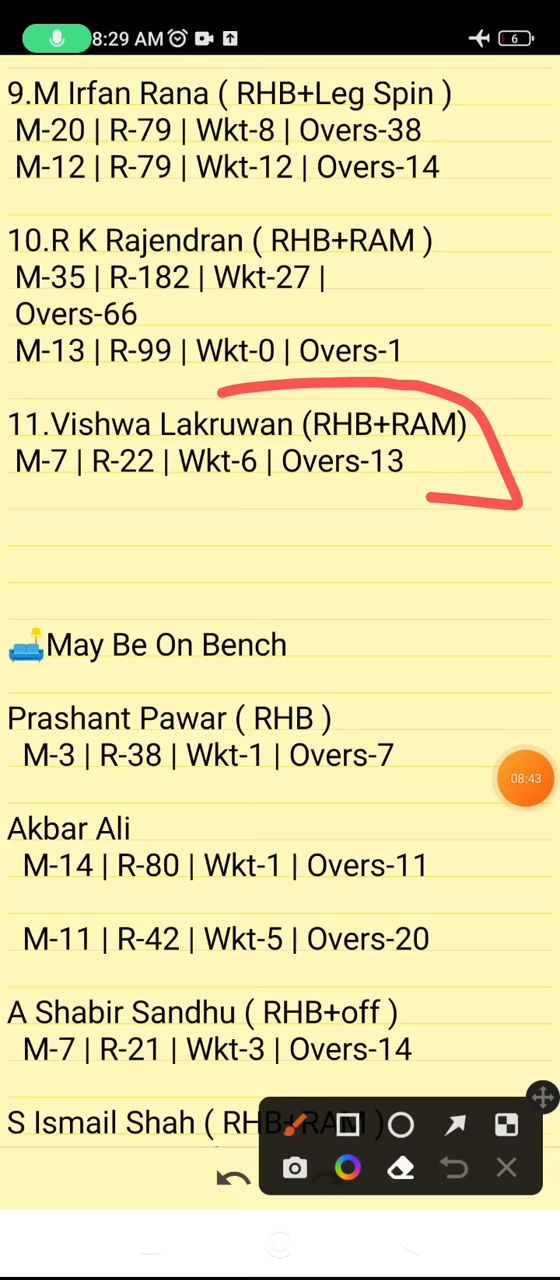 8:29 AM
6
9.M Irfan Rana ( RHB+Leg Spin )
M-20 | R-79 | Wkt-8 | Overs-38
M-12 | R-79 | Wkt-12 | Overs-14
10.R K Rajendran ( RHB+RAM )
M-35 | R-182 | Wkt-27 |
Overs-66
M-13 | R-99 | Wkt-0 | Overs-1
11.Vishwa Lakruwan (RHB+RAM)
M-7 | R-22 | Wkt-6 | Overs-13
May Be On Bench
Prashant Pawar ( RHB )
M-3 | R-38 | Wkt-1 | Overs-7
08:43
Akbar Ali
M-14 | R-80 | Wkt-1 | Overs-11
M-11 | R-42 | Wkt-5 | Overs-20
A Shabir Sandhu ( RHB+off )
M-7 | R-21 | Wkt-3 | Overs-14
S Ismail Shah ( RHB+RAM )